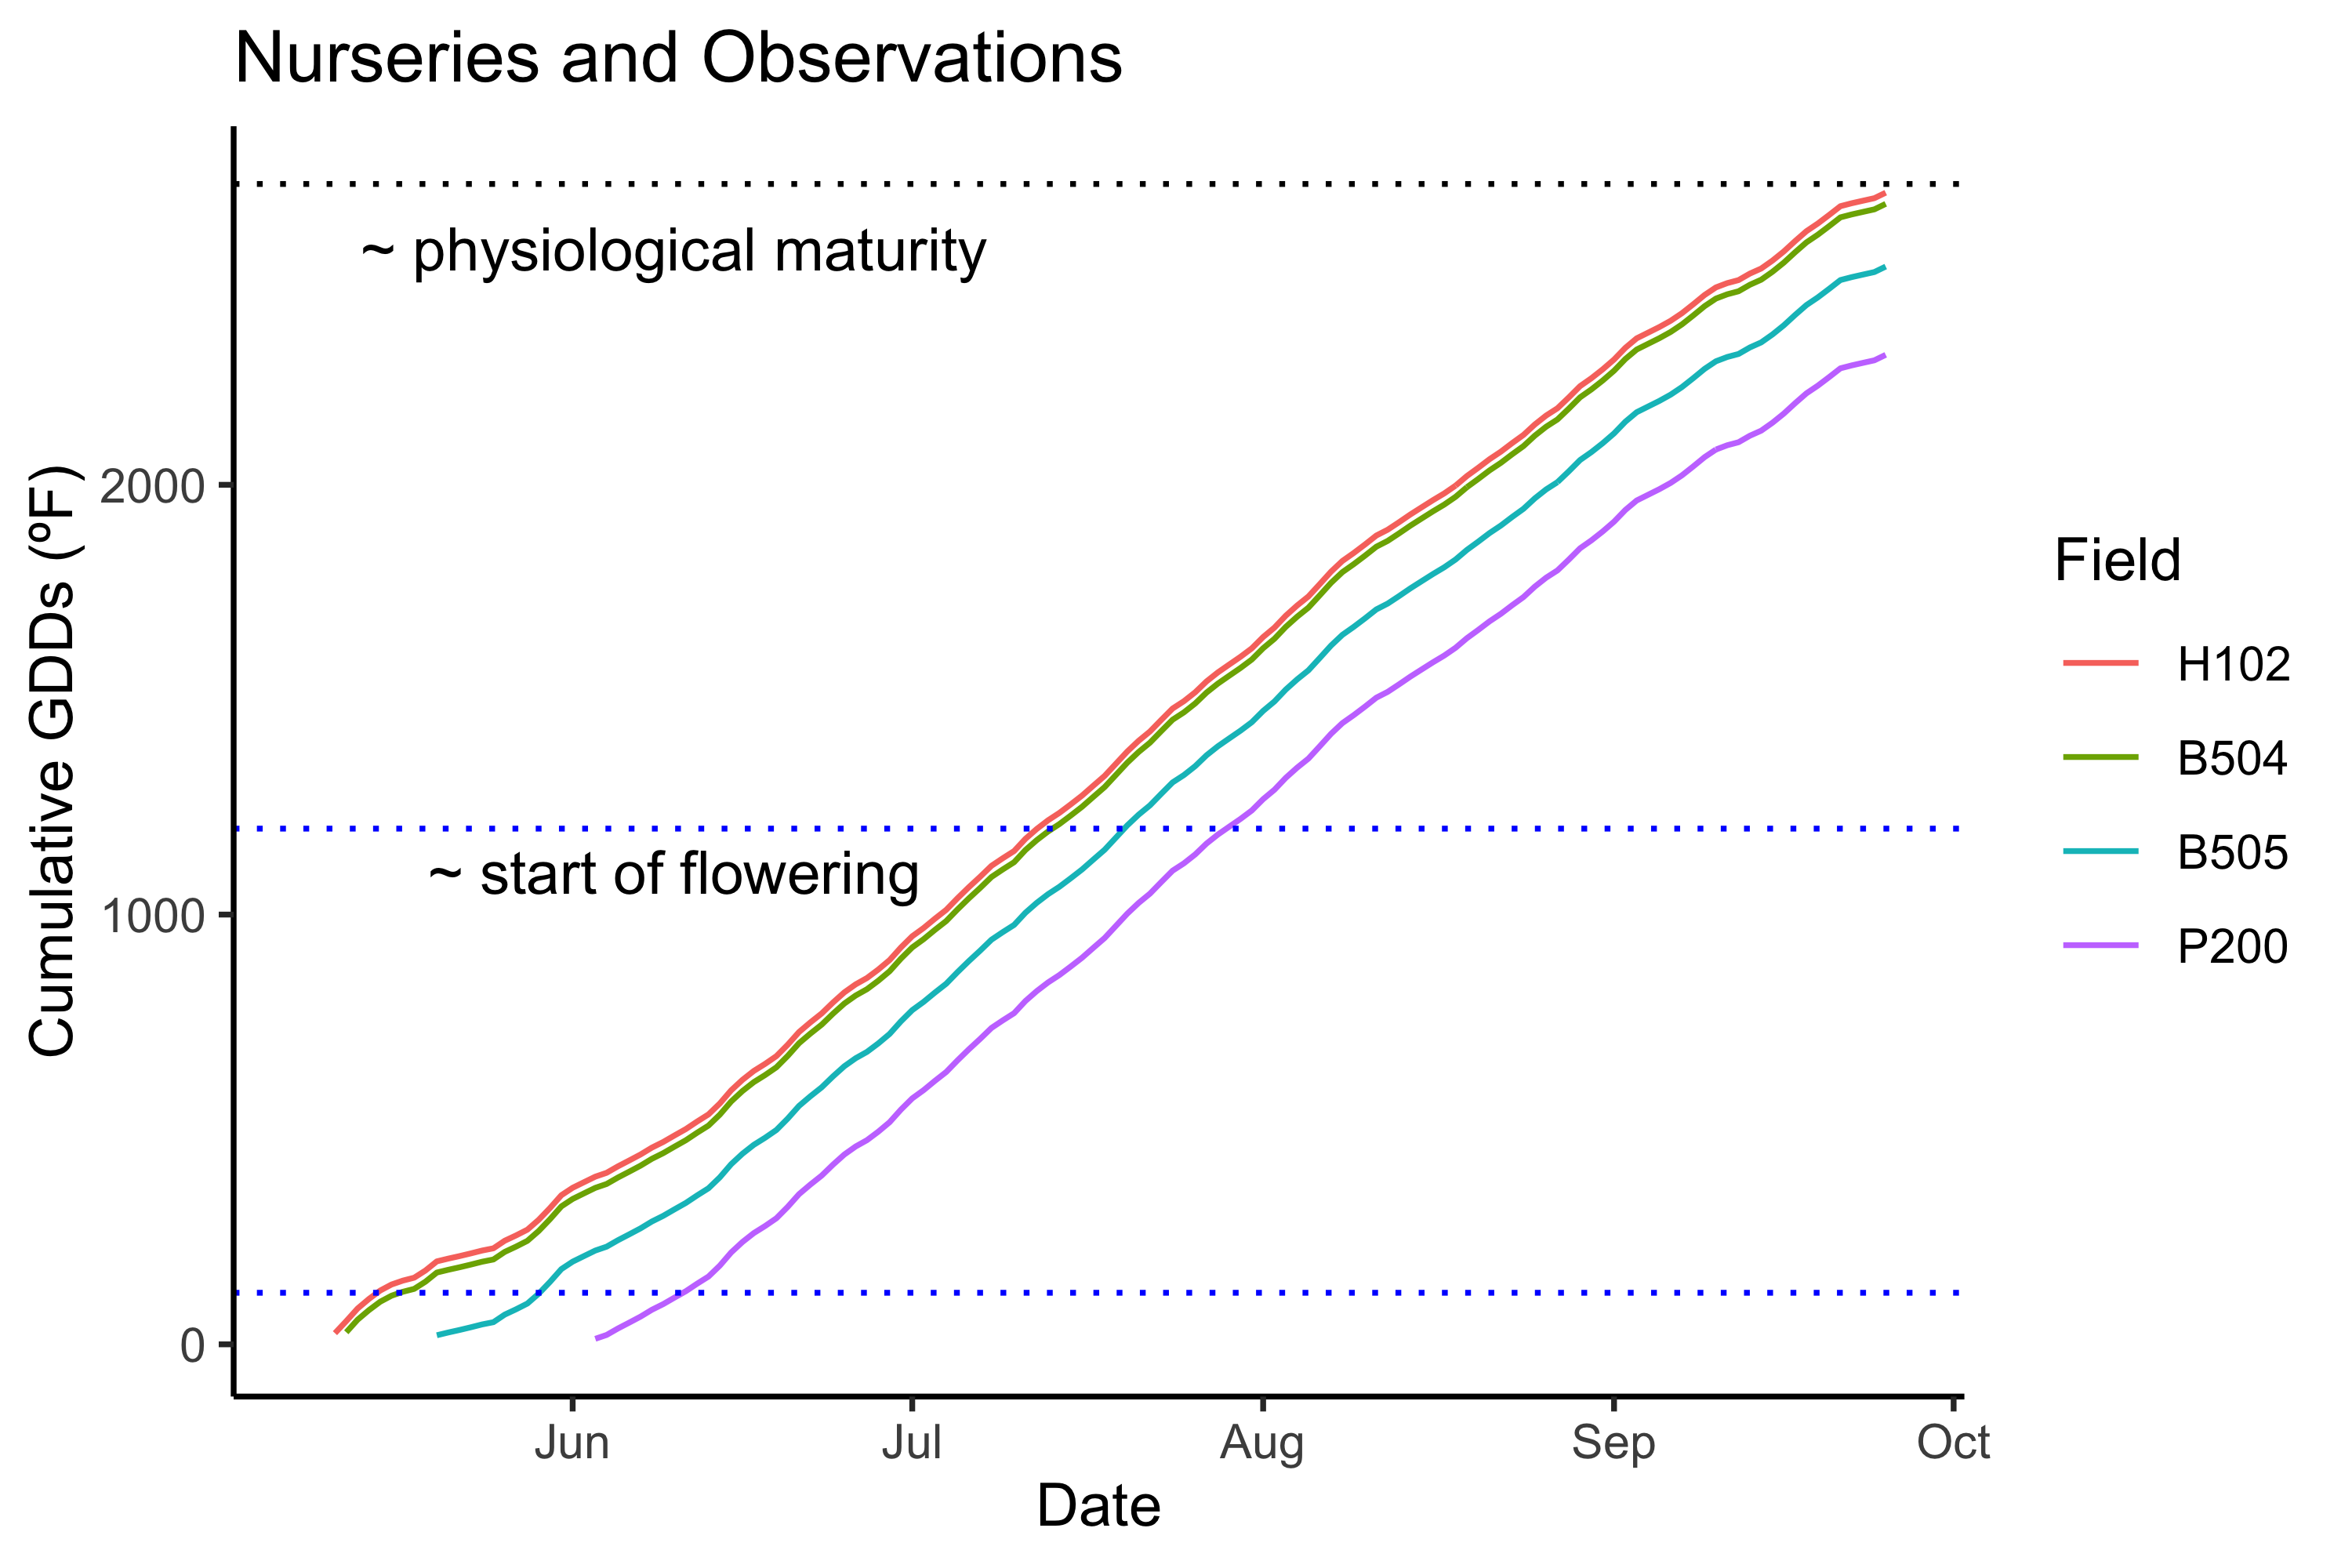 Nurseries and Observations
~ physiological maturity
~ start of flowering
Cumulative GDDs (ºF)
2000
1000
0
Jun
Jul
Aug
Sep
Oct
Date
Field
H102
B504
B505
P200